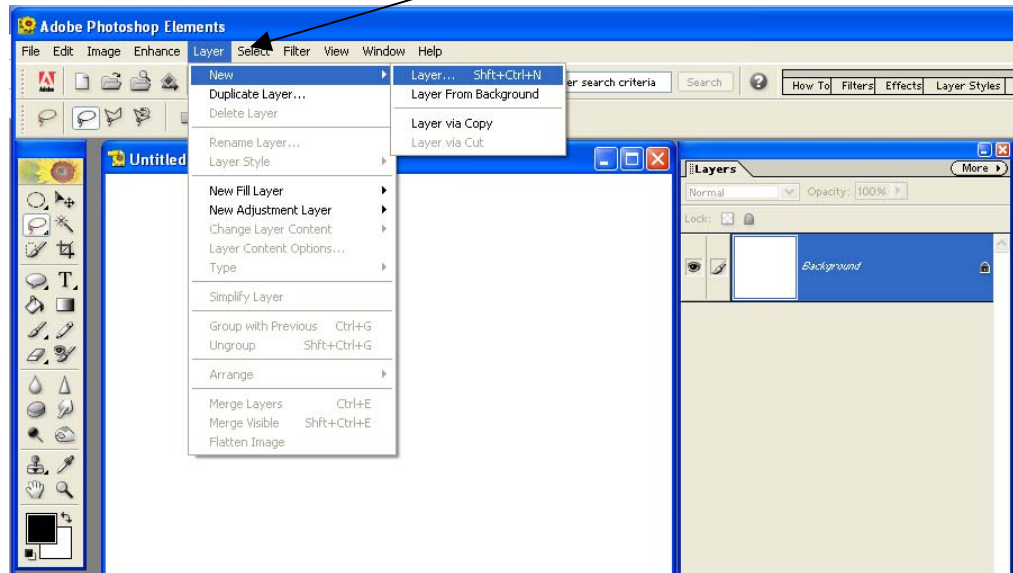 Adobe Photoshop Elements
File Edit Image Enhance Layer Select Filter View Window Help
Adobe
er search criteria Search ? How To Filters Effects Layer Styles
New
Duplicate Layer...
Delete Layer
Rename Layer...
Layer Style
New Fill Layer
New Adjustment Layer
Change Layer Content
Layer Content Options...
Type
Simplify Layer
Group with Previous Ctrl+G
Ungroup Shft+Ctrl+G
Arrange
Merge Layers Ctrl+E
Merge Visible Shft+Ctrl+E
Flatten Image
Layer... Shft+Ctrl+N
Layer From Background
Layer via Copy
Layer via Cut
Untitled
T
Layers More
Normal Opacity: 100%
Lock:
Background